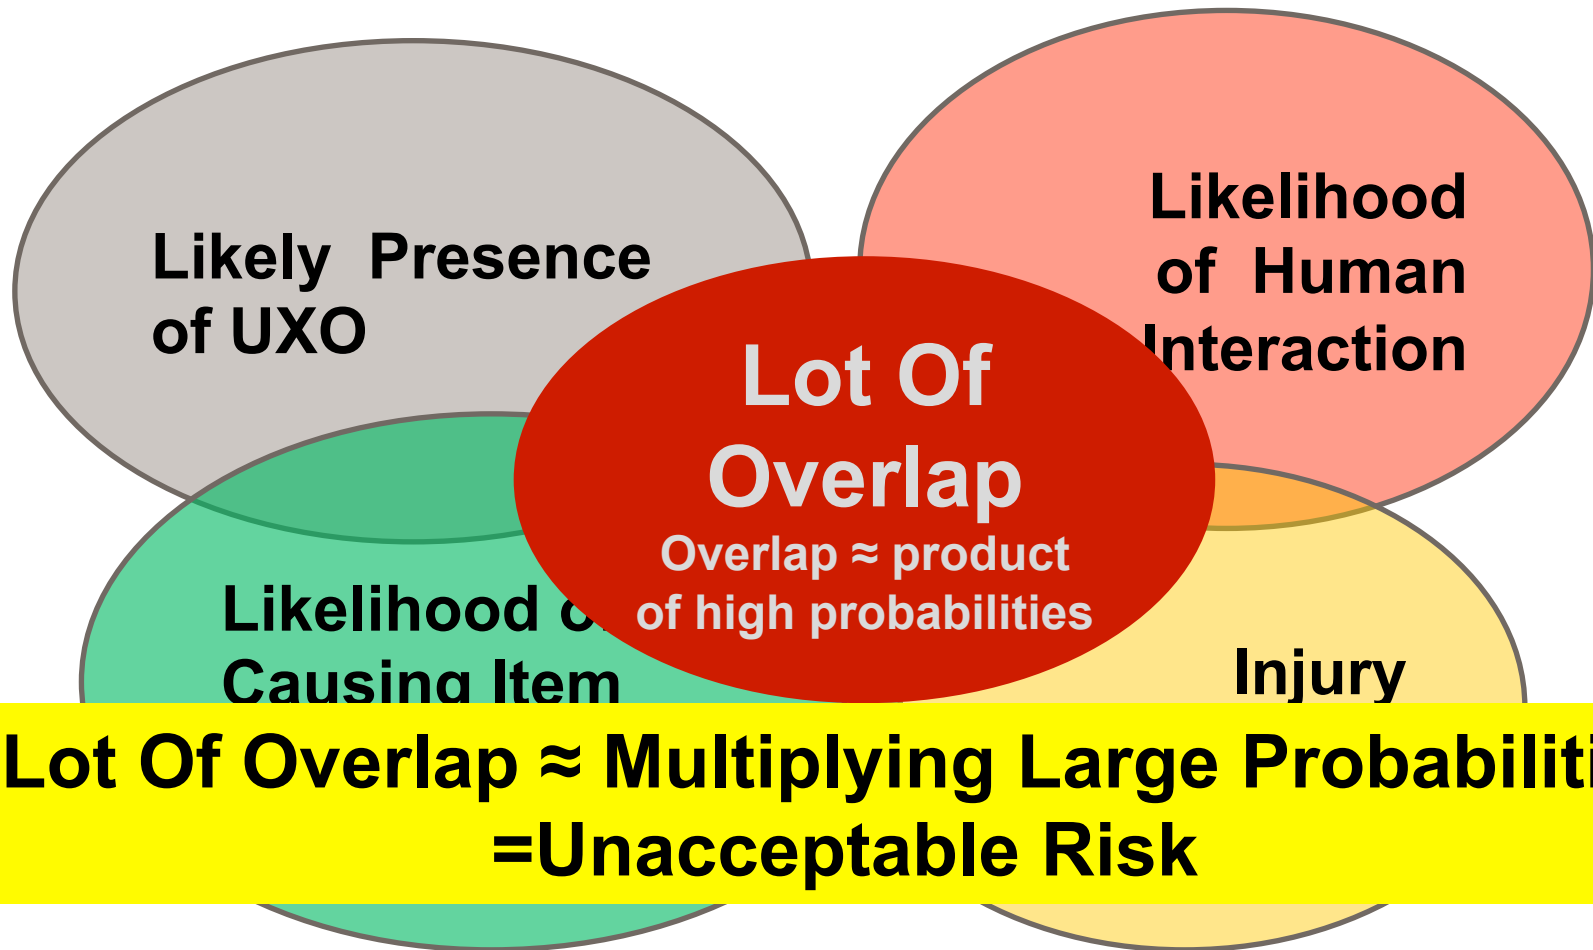 Likely Presence
of UXO
Likelihood
of Human
Interaction
Lot Of
Overlap
Overlap ≈ product
of high probabilities
Likelihood
Causing Item
Injury
Lot Of Overlap ≈ Multiplying Large
=Unacceptable Risk